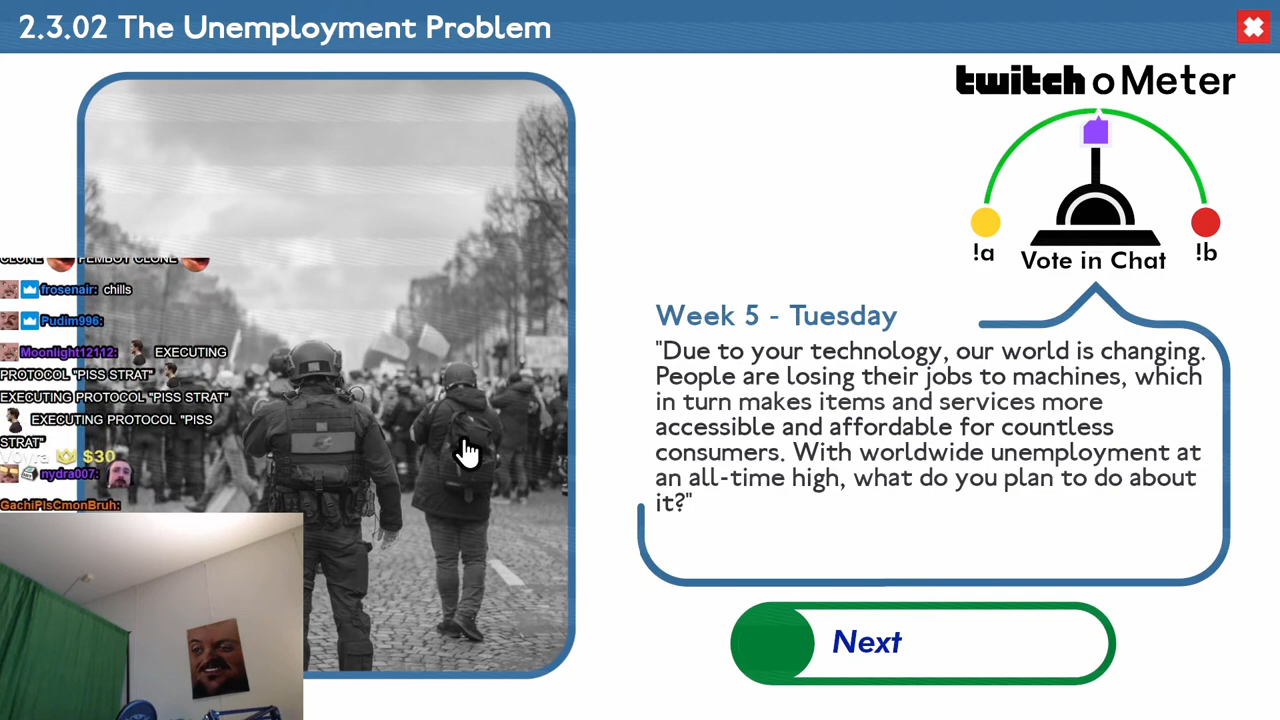 2.3.02 The Unemployment Problem
twitch o Meter
!a
Vote in Chat
!b
Week 5 - Tuesday
"Due to your technology, our world is changing.
People are losing their jobs to machines, which
in turn makes items and services more
accessible and affordable for countless
consumers. With worldwide unemployment at
an all-time high, what do you plan to do about
it?"
Next
CLONE FEMBOT CLONE
frosenair: chills
Pudim996:
Moonlight12112: EXECUTING
PROTOCOL "PISS STRAT"
EXECUTING PROTOCOL "PISS STRAT"
EXECUTING PROTOCOL "PISS
STRAT"
Voyra $30
nydra007:
GachiPlsCmonBruh: